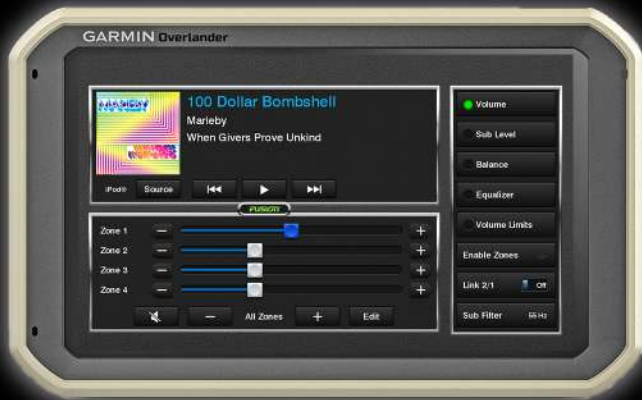 GARMIN Overlander
MARIEBY
100 Dollar Bombshell
Marieby
When Givers Prove Unkind
iPod®
Source
FUSION
Zone 1
Zone 2
Zone 3
Zone 4
All Zones
Edit
Volume
Sub Level
Balance
Equalizer
Volume Limits
Enable Zones
Link 2/1 Off
Sub Filter 55 Hz